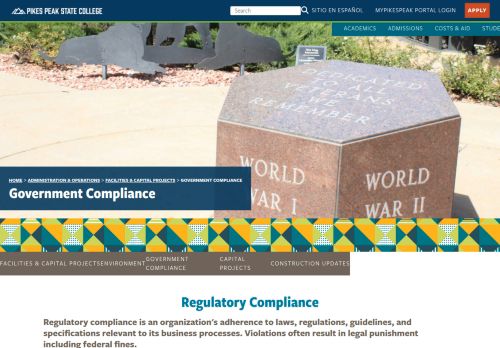 PIKES PEAK STATE COLLEGE
Search
SITIO EN ESPAÑOL
MYPIKESPEAK PORTAL LOGIN
APPLY
ACADEMICS
ADMISSIONS
COSTS & AID
STUDE
ALL
VETERANS
WE
REMEMBER
WORLD
WAR I
WORLD
WAR II
HOME > ADMINISTRATION & OPERATIONS > FACILITIES & CAPITAL PROJECTS > GOVERNMENT COMPLIANCE
Government Compliance
FACILITIES & CAPITAL PROJECTS
ENVIRONMENT
GOVERNMENT
COMPLIANCE
CAPITAL
PROJECTS
CONSTRUCTION UPDATES
Regulatory Compliance
Regulatory compliance is an organization's adherence to laws, regulations, guidelines, and
specifications relevant to its business processes. Violations often result in legal punishment
including federal fines.